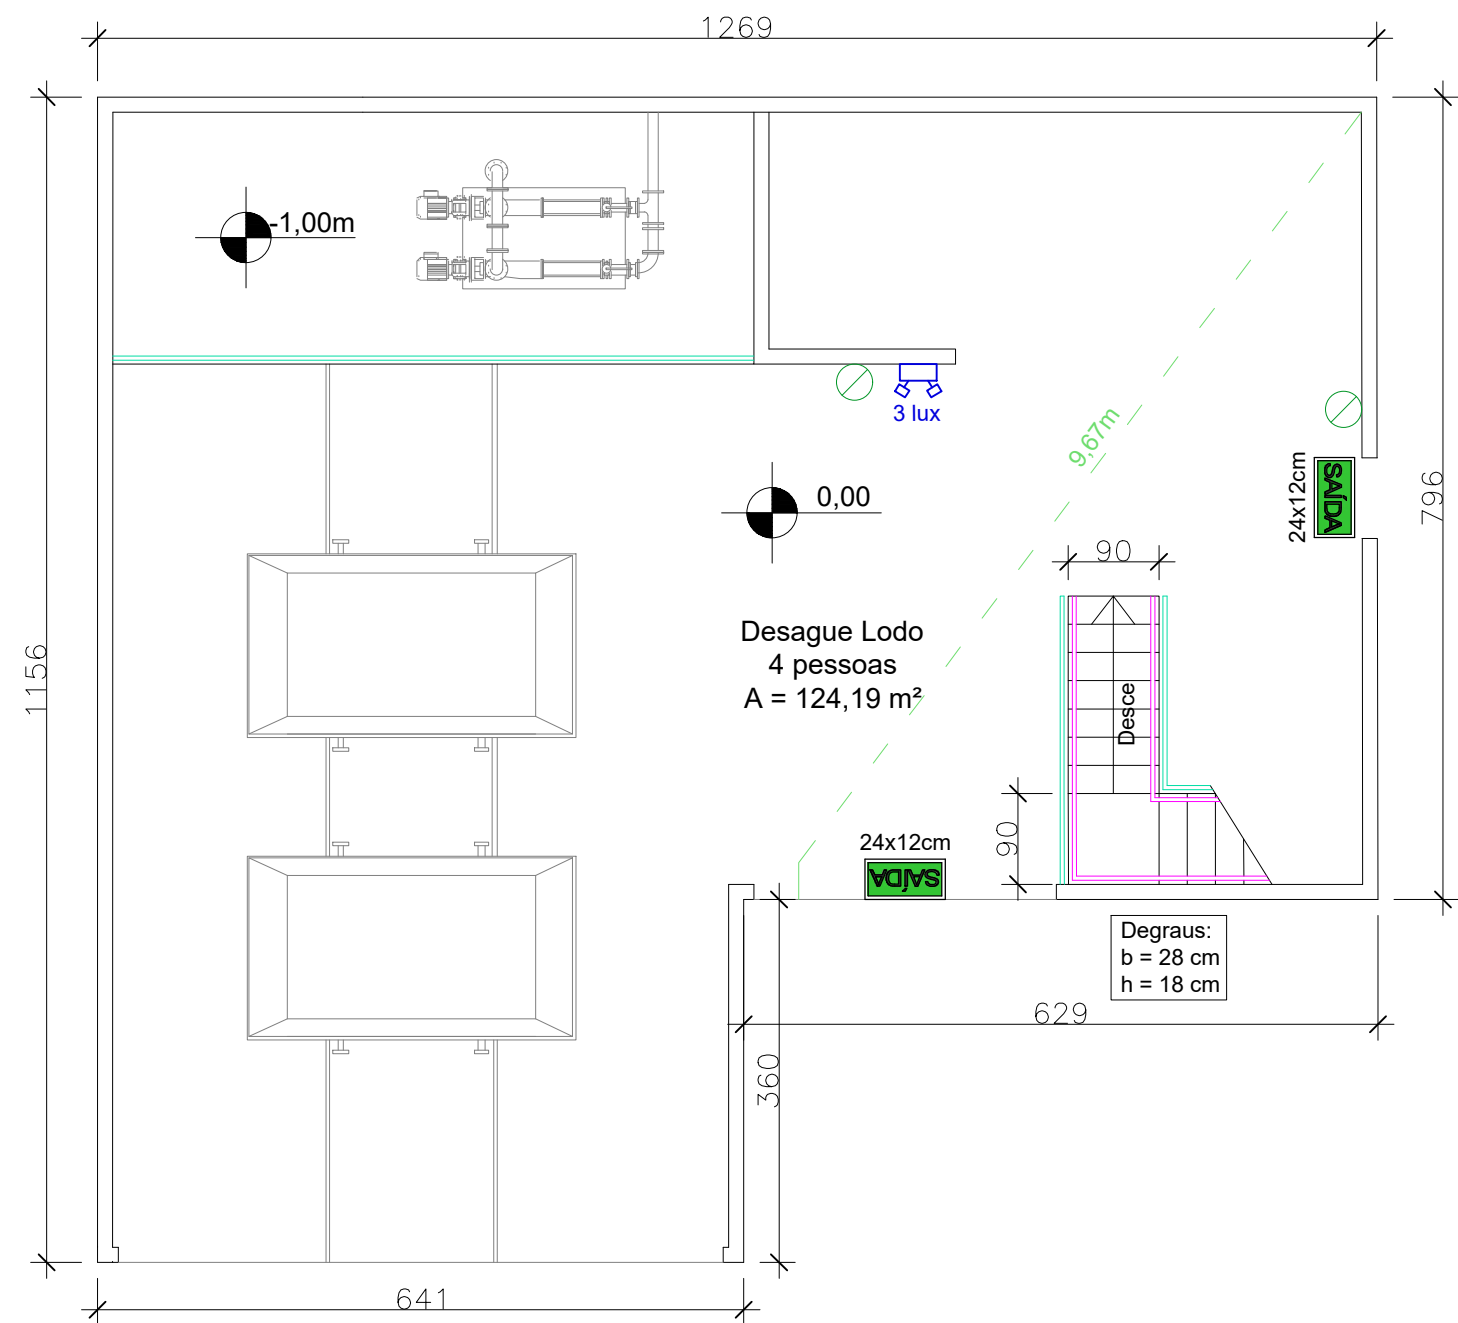 1269
-1,00m
3 lux
9,67m
24x12cm
SAÍDA
796
0,00
90
Desague Lodo
4 pessoas
A = 124,19 m²
Desce
1156
90
24x12cm
SAÍDA
Degraus:
b = 28 cm
h = 18 cm
629
360
641